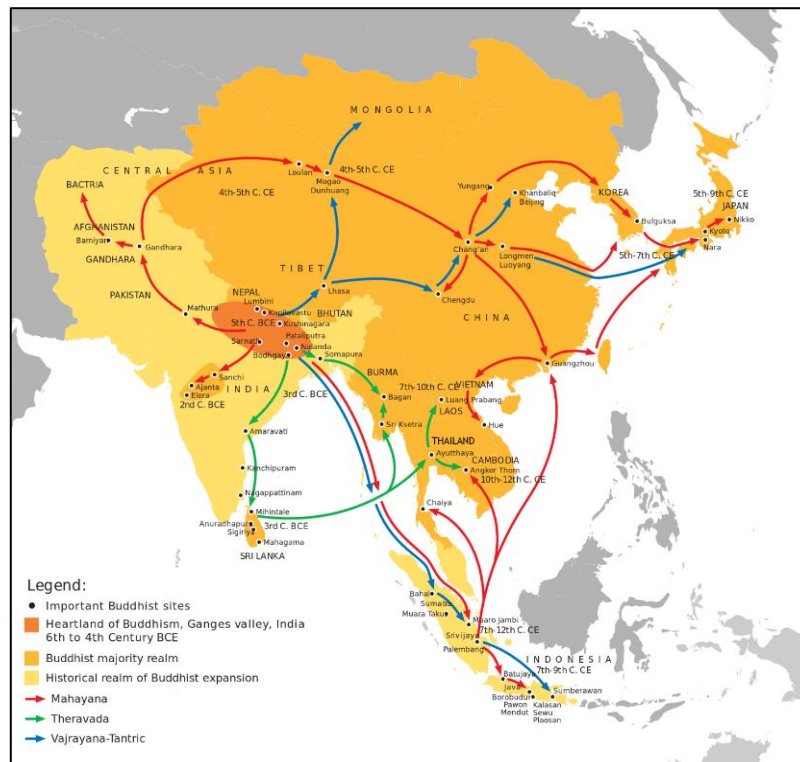 MONGOLIA
CENTRAL ASIA
Loulan
4th-5th C. CE
Mogao
Dunhuang
4th-5th C. CE
BACTRIA
Yungang
Khanbaliq
Beijing
KOREA
5th-9th C. CE
JAPAN
Nikko
Bulguksa
Kyoto
Nara
AFGHANISTAN
Bamiyan
Gandhara
GANDHARA
Chang'an
Longmen
Luoyang
5th-7th C. CE
TIBET
Lhasa
Chengdu
PAKISTAN
NEPAL
Lumbini
Kapilavastu
BHUTAN
Mathura
5th C. BCE
Kushinagara
CHINA
Sarnath
Pataliputra
Nalanda
Bodhgaya
Somapura
Guangzhou
Sanchi
Ajanta
Ellora
INDIA
2nd C. BCE
3rd C. BCE
BURMA
7th-10th C. CE
VIETNAM
Bagan
Luang Prabang
LAOS
Sri Ksetra
Hue
Amaravati
THAILAND
Ayutthaya
CAMBODIA
Angkor Thom
10th-12th C. CE
Kanchipuram
Nagappattinam
Chaiya
Mihintale
Anuradhapura
3rd C. BCE
Sigiriya
Mahagama
SRI LANKA
Bahal
Sumatra
Muara Takus
Muaro Jambi
7th-12th C. CE
Srivijaya
Palembang
INDONESIA
7th-9th C. CE
Batujaya
Java
Sumberawan
Borobudur
Pawon
Mendut
Kalasan
Sewu
Plaosan
Legend:
Important Buddhist sites
Heartland of Buddhism, Ganges valley, India
6th to 4th Century BCE
Buddhist majority realm
Historical realm of Buddhist expansion
Mahayana
Theravada
Vajrayana-Tantric